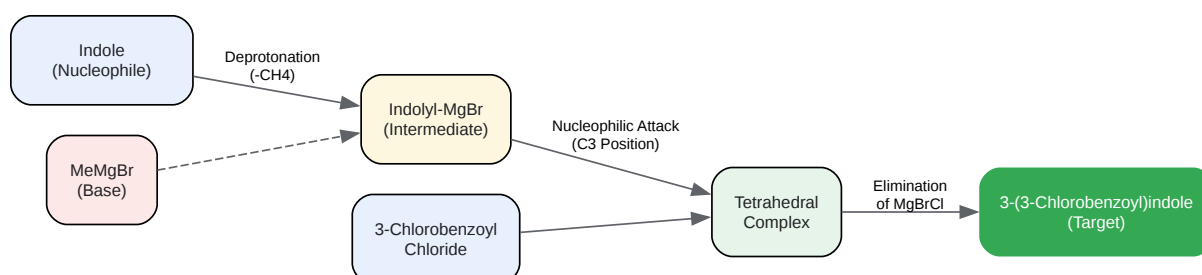 Indole
(Nucleophile)
Deprotonation
(-CH4)
MeMgBr
(Base)
Indolyl-MgBr
(Intermediate)
Nucleophilic Attack
(C3 Position)
3-Chlorobenzoyl
Chloride
Tetrahedral
Complex
Elimination
of MgBrCl
3-(3-Chlorobenzoyl)indole
(Target)